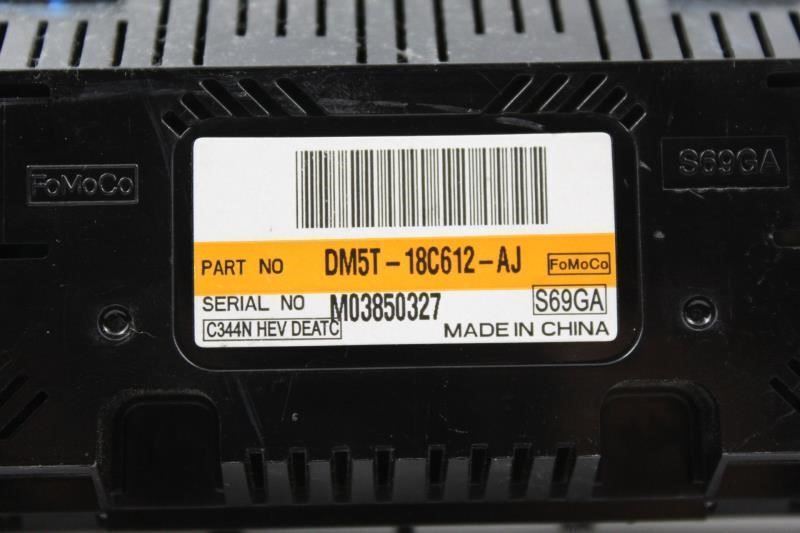 FoMoCo
S69GA
PART NO DM5T-18C612-AJ FoMoCo
SERIAL NO M03850327 S69GA
C344N HEV DEATC MADE IN CHINA